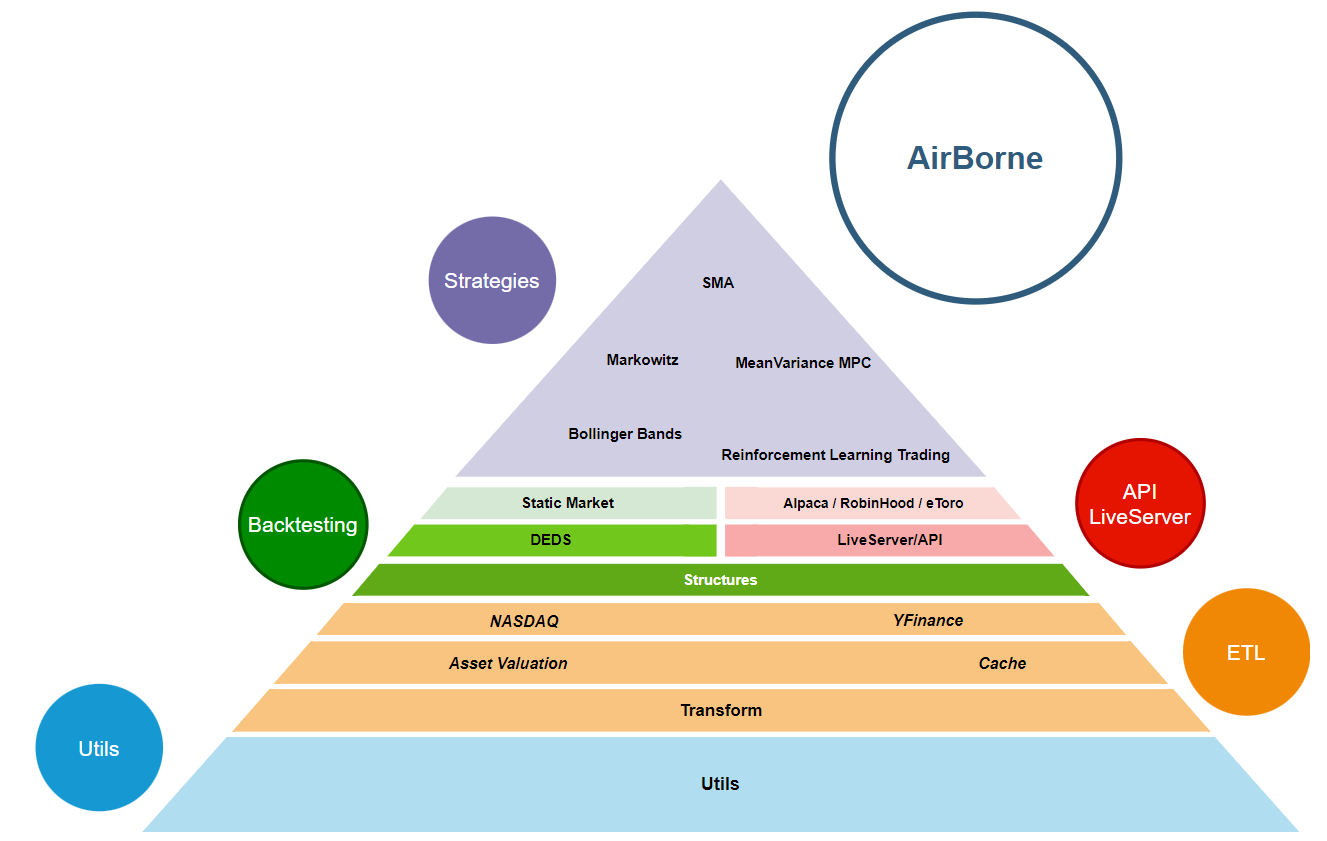 AirBorne
Strategies
SMA
Markowitz
MeanVariance MPC
Bollinger Bands
Reinforcement Learning Trading
Backtesting
API
LiveServer
Static Market
Alpaca / RobinHood / eToro
DEDS
LiveServer/API
Structures
NASDAQ
YFinance
ETL
Asset Valuation
Cache
Transform
Utils
Utils